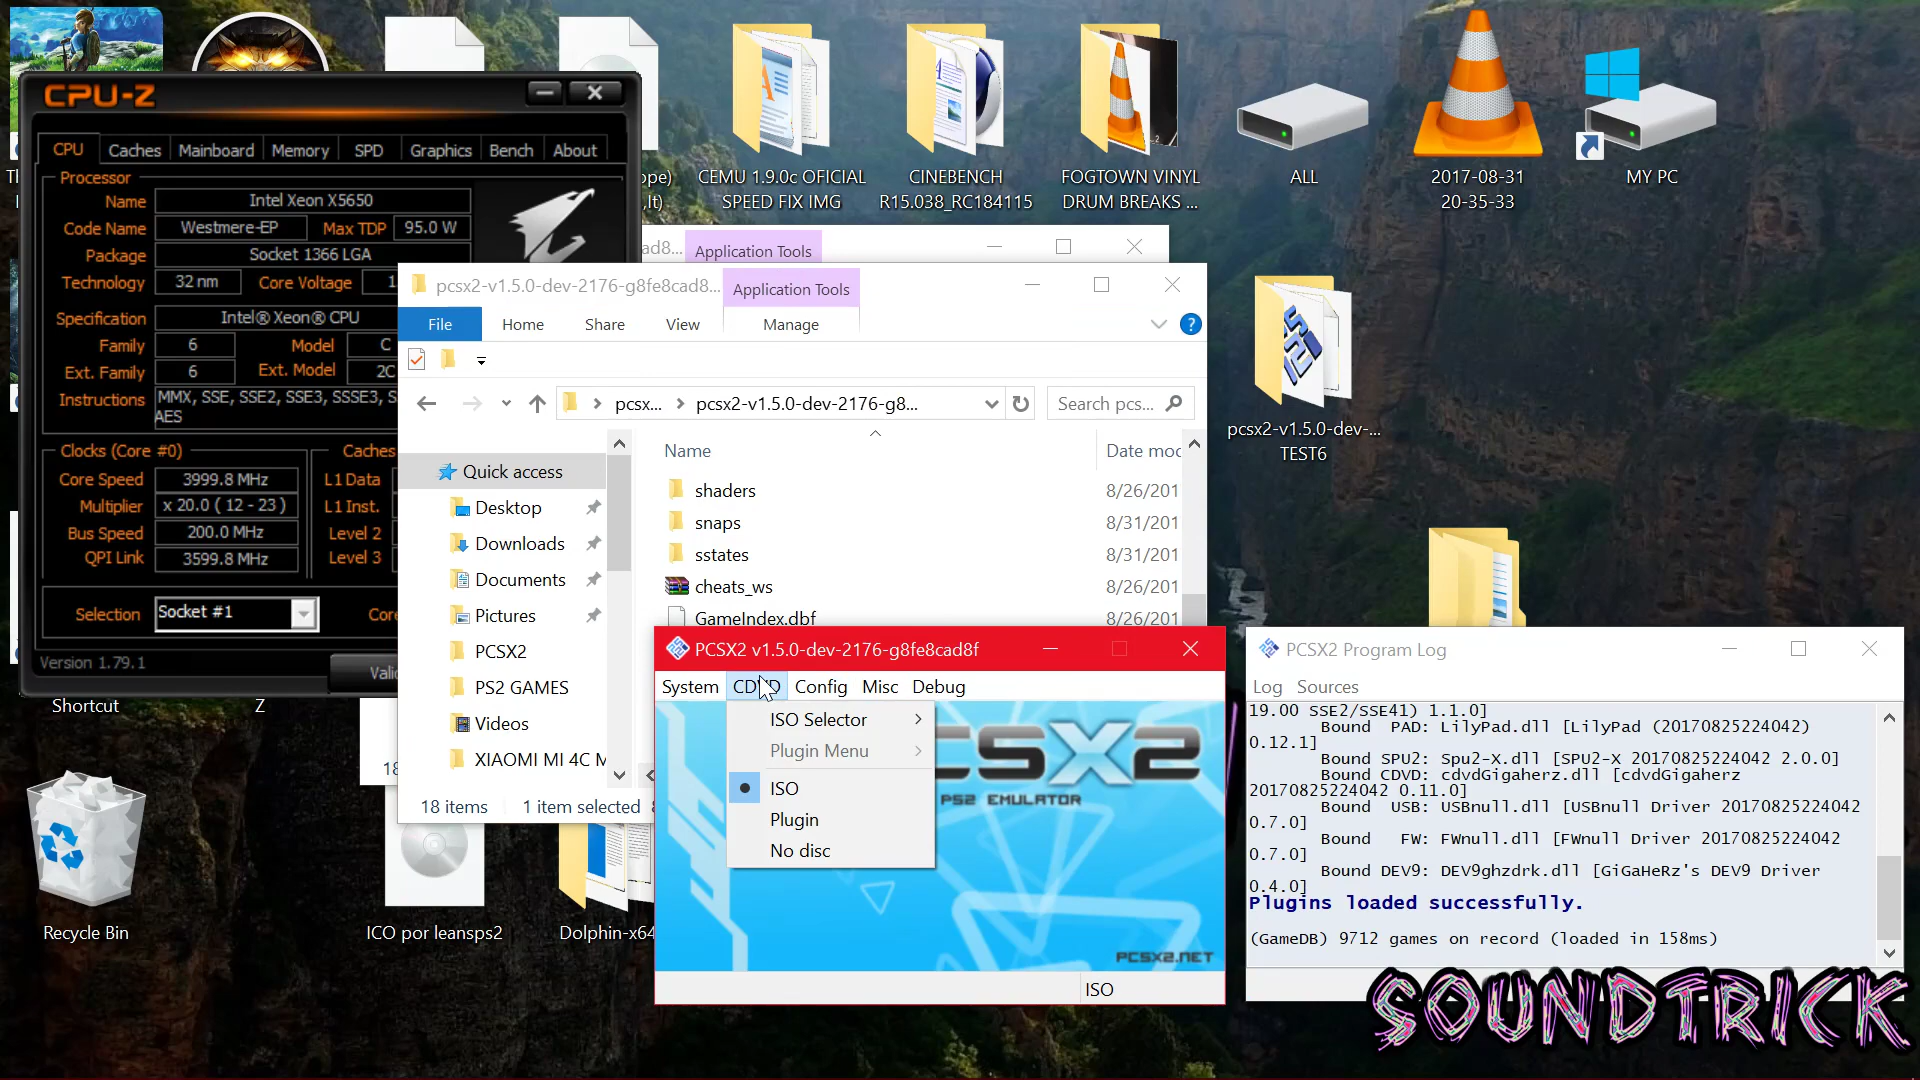 CPU-Z
CPU
Caches
Mainboard
Memory
SPD
Graphics
Bench
About
Processor
Name
Intel Xeon X5650
Code Name
Westmere-EP
Max TDP
95.0 W
Package
Socket 1366 LGA
Technology
32 nm
Core Voltage
Specification
Intel® Xeon® CPU
Family
6
Model
C
Ext. Family
6
Ext. Model
2C
Instructions
MMX, SSE, SSE2, SSE3, SSSE3, S
AES
Clocks (Core #0)
Caches
Core Speed
3999.8 MHz
L1 Data
Multiplier
x 20.0 ( 12 - 23 )
L1 Inst.
Bus Speed
200.0 MHz
Level 2
QPI Link
3599.8 MHz
Level 3
Selection
Socket #1
Version 1.79.1
Shortcut
Z
CEMU 1.9.0c OFICIAL
SPEED FIX IMG
CINEBENCH
R15.038_RC184115
FOGTOWN VINYL
DRUM BREAKS ...
ALL
2017-08-31
20-35-33
MY PC
Application Tools
pcsx2-v1.5.0-dev-2176-g8fe8cad8...
Application Tools
File
Home
Share
View
Manage
pcsx...
pcsx2-v1.5.0-dev-2176-g8...
Search pcs...
Quick access
Desktop
Downloads
Documents
Pictures
PCSX2
PS2 GAMES
Videos
XIAOMI MI 4C M
Name
Date mod
shaders
8/26/201
snaps
8/31/201
sstates
8/31/201
cheats_ws
8/26/201
GameIndex.dbf
8/26/201
18 items
1 item selected
pcsx2-v1.5.0-dev-...
TEST6
PCSX2 v1.5.0-dev-2176-g8fe8cad8f
System
CDVD
Config
Misc
Debug
ISO Selector
Plugin Menu
ISO
Plugin
No disc
CSX2
PS2 EMULATOR
PCSX2.NET
ISO
PCSX2 Program Log
Log
Sources
19.00 SSE2/SSE41) 1.1.0]
Bound PAD: LilyPad.dll [LilyPad (20170825224042)
0.12.1]
Bound SPU2: Spu2-X.dll [SPU2-X 20170825224042 2.0.0]
Bound CDVD: cdvdGigaherz.dll [cdvdGigaherz
20170825224042 0.11.0]
Bound USB: USBnull.dll [USBnull Driver 20170825224042
0.7.0]
Bound FW: FWnull.dll [FWnull Driver 20170825224042
0.7.0]
Bound DEV9: DEV9ghzdrk.dll [GiGaHeRz's DEV9 Driver
0.4.0]
Plugins loaded successfully.
(GameDB) 9712 games on record (loaded in 158ms)
Recycle Bin
ICO por leansps2
Dolphin-x64
SOUNDTRICK